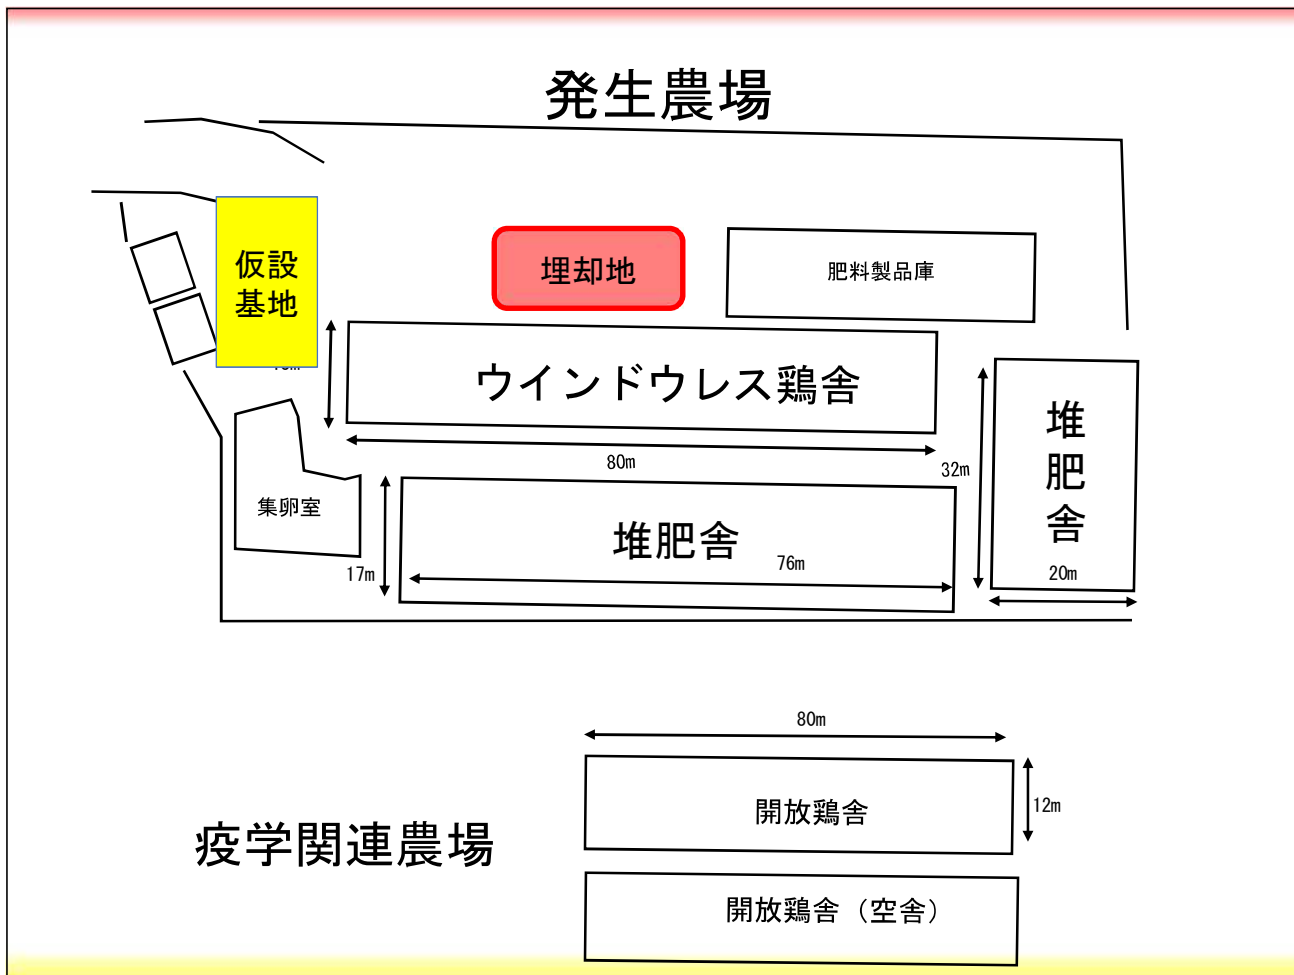 発生農場
仮設
基地
埋却地
肥料製品庫
ウインドウレス鶏舎
80m
32m
堆肥舎
20m
集卵室
17m
堆肥舎
76m
80m
12m
開放鶏舎
疫学関連農場
開放鶏舎（空舎）